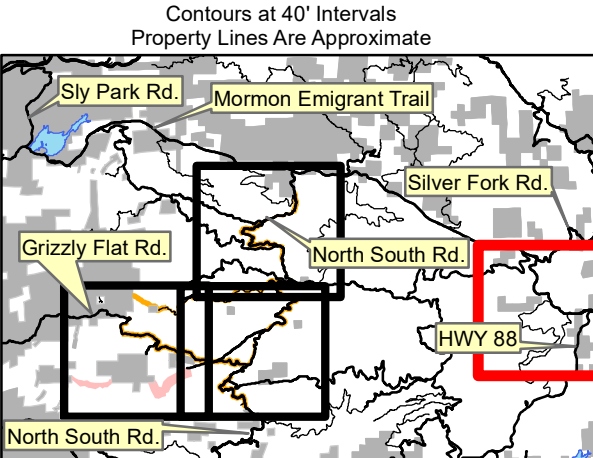 Contours at 40' Intervals
Property Lines Are Approximate
Sly Park Rd.
Mormon Emigrant Trail
Silver Fork Rd.
Grizzly Flat Rd.
North South Rd.
HWY 88
North South Rd.